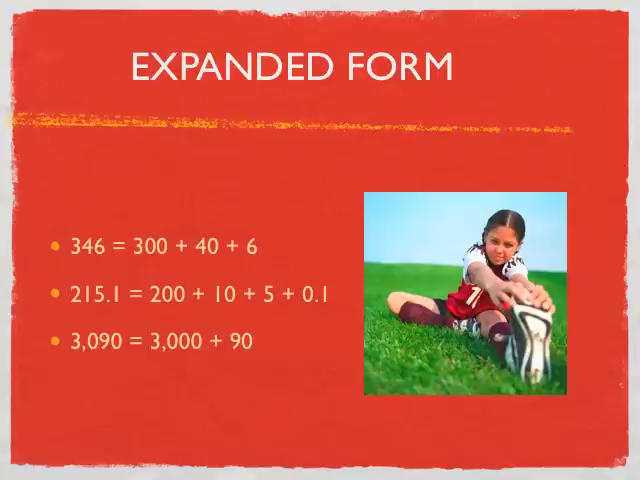 EXPANDED FORM
346 = 300 + 40 + 6
215.1 = 200 + 10 + 5 + 0.1
3,090 = 3,000 + 90